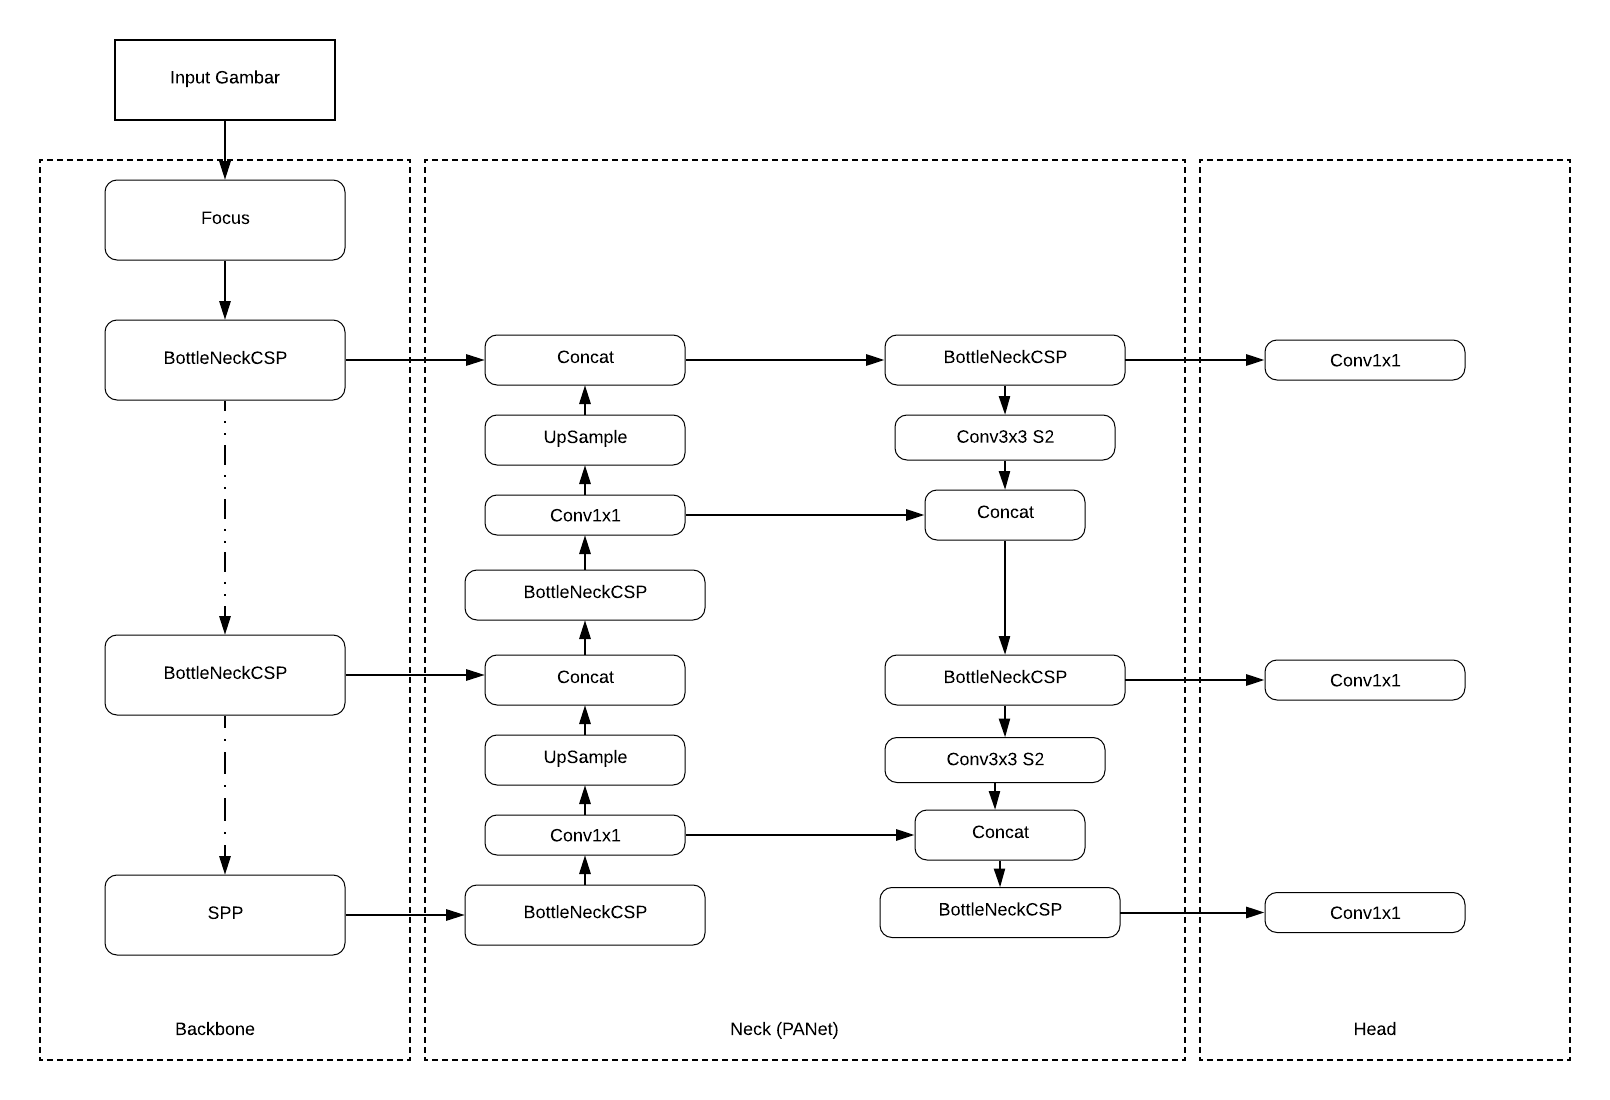 Input Gambar
Focus
BottleNeckCSP
BottleNeckCSP
SPP
Backbone
Concat
UpSample
Conv1x1
BottleNeckCSP
Concat
UpSample
Conv1x1
BottleNeckCSP
BottleNeckCSP
Conv3x3 S2
Concat
BottleNeckCSP
Conv3x3 S2
Concat
BottleNeckCSP
Neck (PANet)
Conv1x1
Conv1x1
Conv1x1
Head